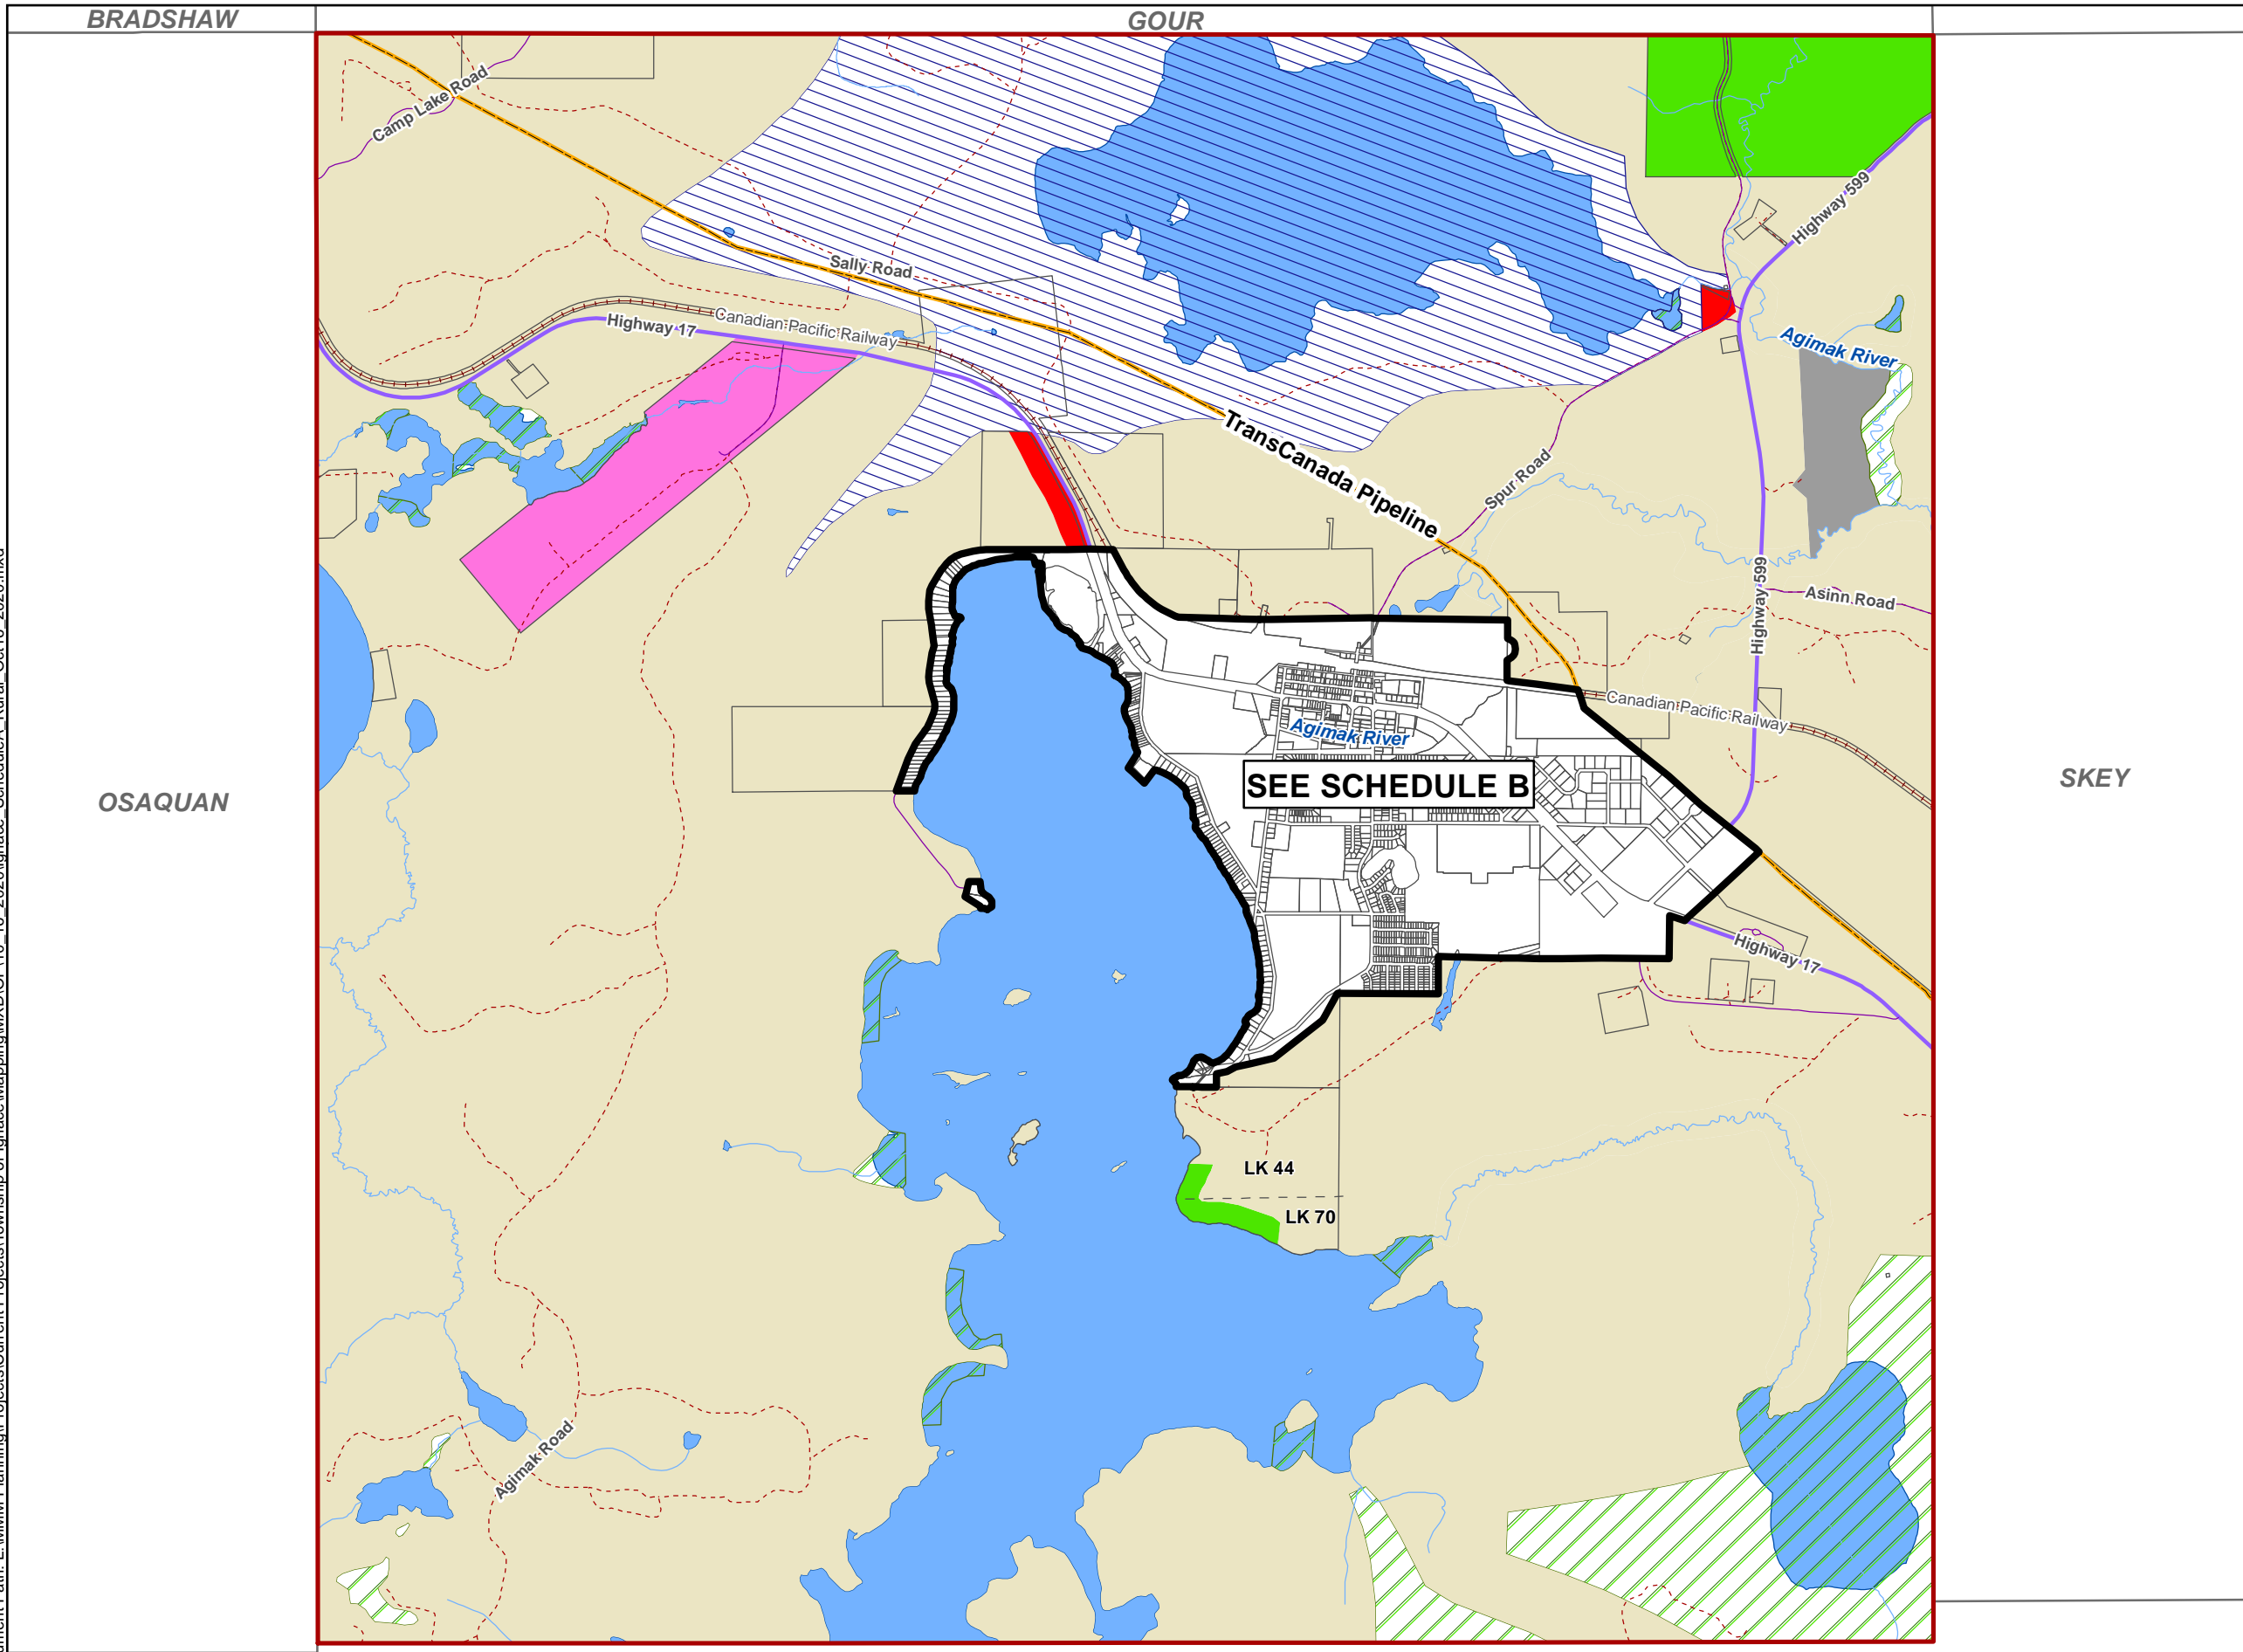 BRADSHAW
GOUR
Camp Lake Road
Highway 599
Sally Road
Canadian Pacific Railway
Highway 17
Agimak River
TransCanada Pipeline
Spur Road
Highway 599
Asinn Road
Canadian Pacific Railway
Agimak River
SEE SCHEDULE B
OSAQUAN
SKEY
Highway 17
LK 44
LK 70
Agimak Road